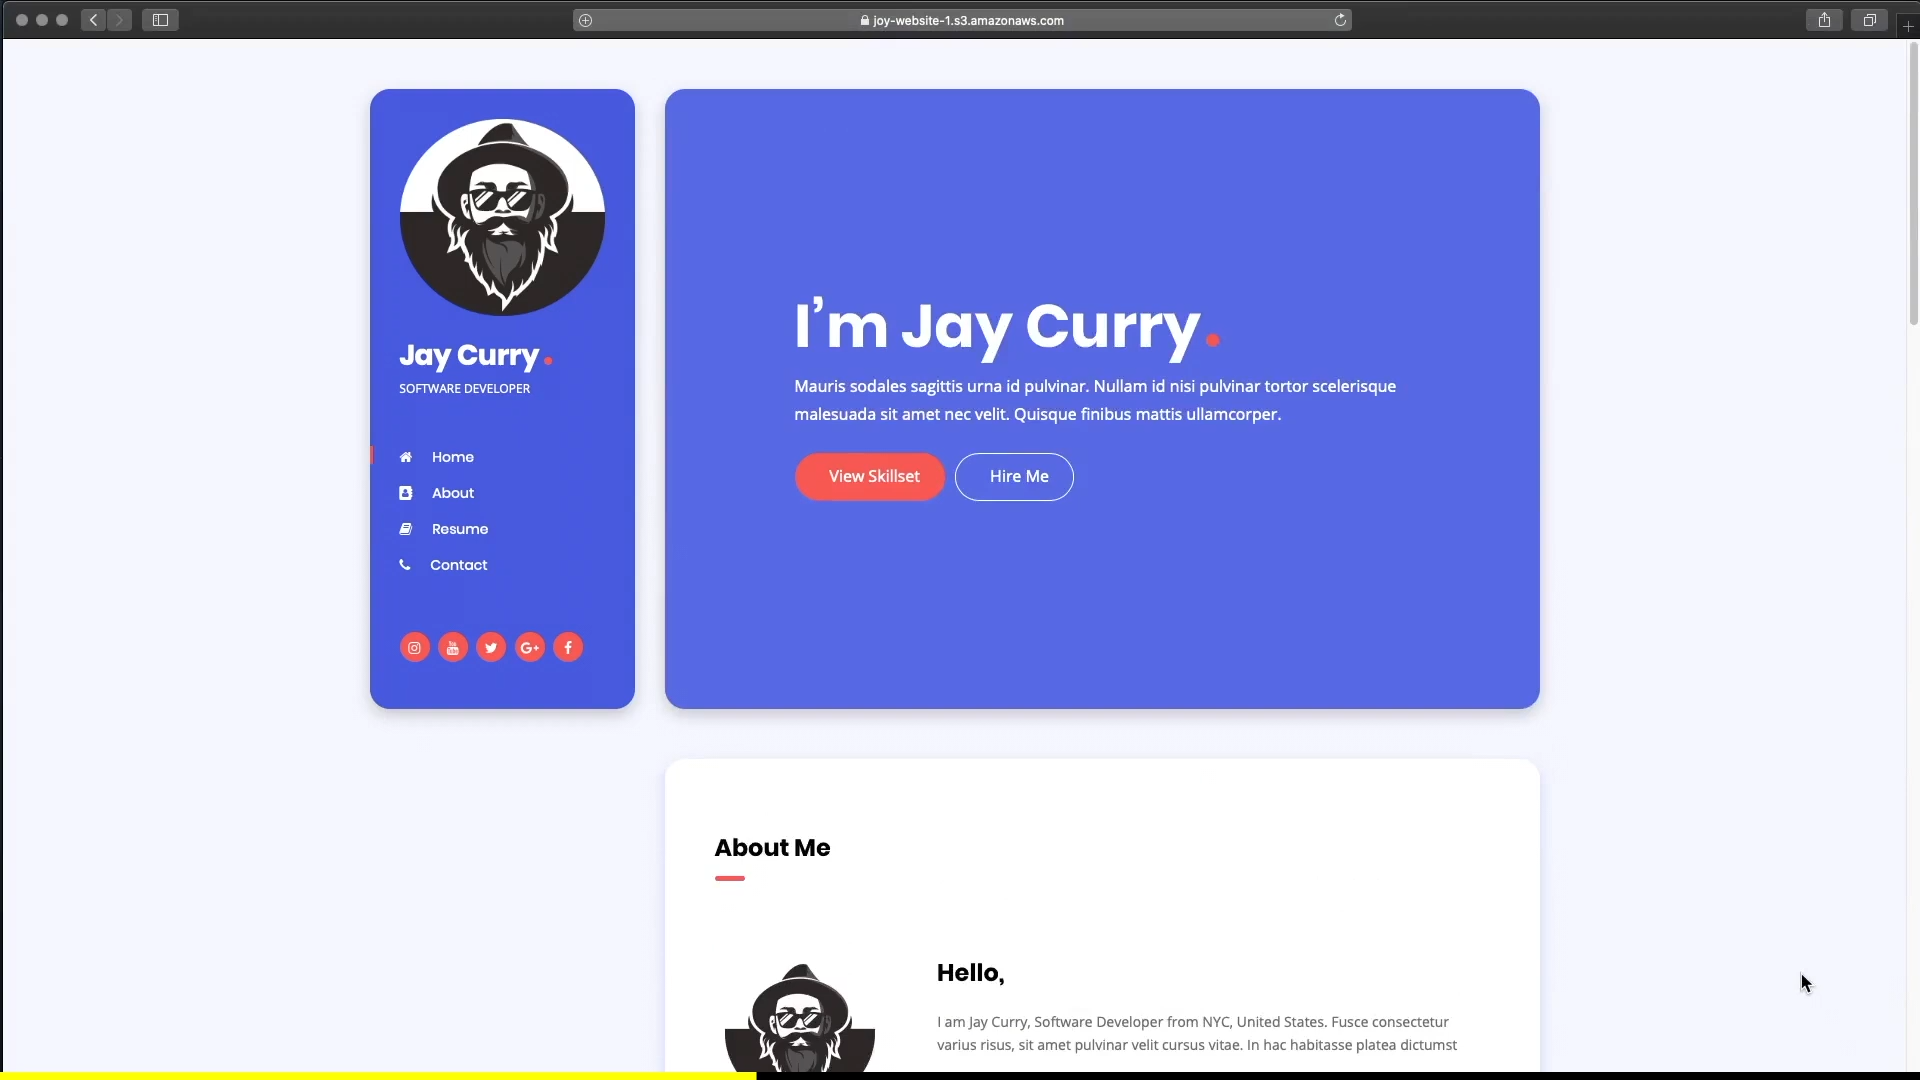 joy-website-1.s3.amazonaws.com
Jay Curry.
SOFTWARE DEVELOPER
Home
About
Resume
Contact
I'm Jay Curry.
Mauris sodales sagittis urna id pulvinar. Nullam id nisi pulvinar tortor scelerisque
malesuada sit amet nec velit. Quisque finibus mattis ullamcorper.
View Skillset
Hire Me
About Me
Hello,
I am Jay Curry, Software Developer from NYC, United States. Fusce consectetur
varius risus, sit amet pulvinar velit cursus vitae. In hac habitasse platea dictumst